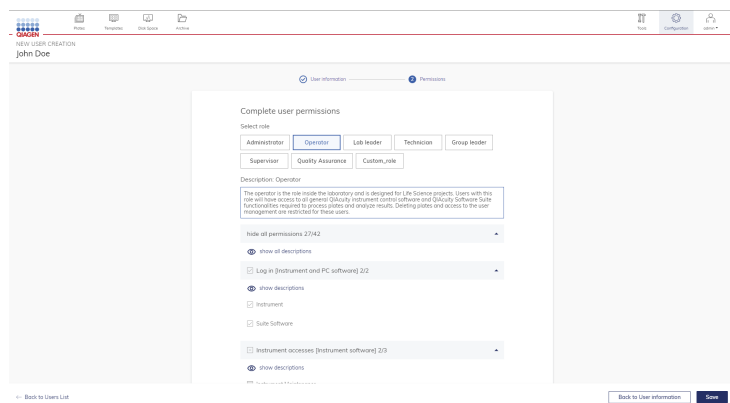 QIAGEN
Plates
Templates
Disk Space
Archive
Tools
Configuration
admin
NEW USER CREATION
John Doe
User information
2 Permissions
Complete user permissions
Select role
Administrator
Operator
Lab leader
Technician
Group leader
Supervisor
Quality Assurance
Custom_role
Description: Operator
The operator is the role inside the laboratory and is designed for Life Science projects. Users with this
role will have access to all general QIAcuity instrument control software and QIAcuity Software Suite
functionalities required to process plates and analyze results. Deleting plates and access to the user
management are restricted for these users.
hide all permissions 27/42
show all descriptions
Log in [Instrument and PC software] 2/2
show descriptions
Instrument
Suite Software
Instrument accesses [Instrument software] 2/3
show descriptions
← Back to Users List
Back to User information
Save